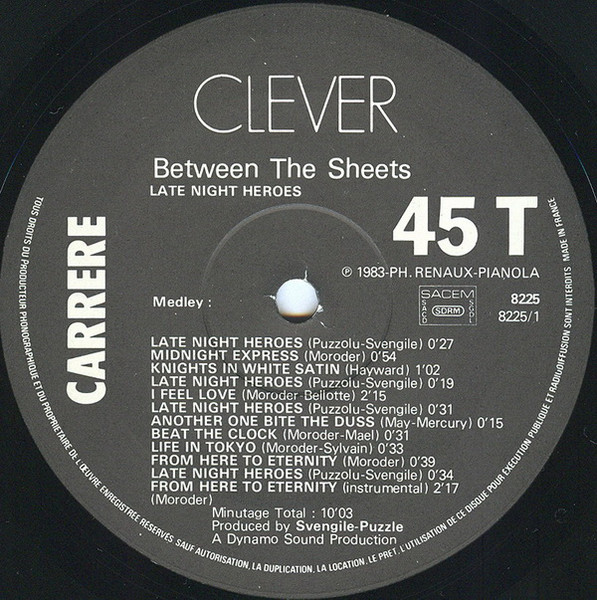 CLEVER
Between The Sheets
LATE NIGHT HEROES
45 T
℗ 1983-PH. RENAUX-PIANOLA
CARRERE
Medley :
SACEM
SACD SDRM SGDL
8225
8225/1
LATE NIGHT HEROES (Puzzolu-Svengile) 0'27
MIDNIGHT EXPRESS (Moroder) 0'54
KNIGHTS IN WHITE SATIN (Hayward) 1'02
LATE NIGHT HEROES (Puzzolu-Svengile) 0'19
I FEEL LOVE (Moroder-Bellotte) 2'15
LATE NIGHT HEROES (Puzzolu-Svengile) 0'31
ANOTHER ONE BITE THE DUSS (May-Mercury) 0'15
BEAT THE CLOCK (Moroder-Mael) 0'31
LIFE IN TOKYO (Moroder-Sylvain) 0'33
FROM HERE TO ETERNITY (Moroder) 0'39
LATE NIGHT HEROES (Puzzolu-Svengile) 0'34
FROM HERE TO ETERNITY (instrumental) 2'17
(Moroder)
Minutage Total : 10'03
Produced by Svengile-Puzzle
A Dynamo Sound Production
TOUS DROITS DU PRODUCTEUR PHONOGRAPHIQUE ET DU PROPRIETAIRE DE L'ŒUVRE ENREGISTREE RESERVES SAUF AUTORISATION, LA DUPLICATION, LA LOCATION, LE PRET, L'UTILISATION DE CE DISQUE POUR EXECUTION PUBLIQUE ET RADIODIFFUSION SONT INTERDITS MADE IN FRANCE